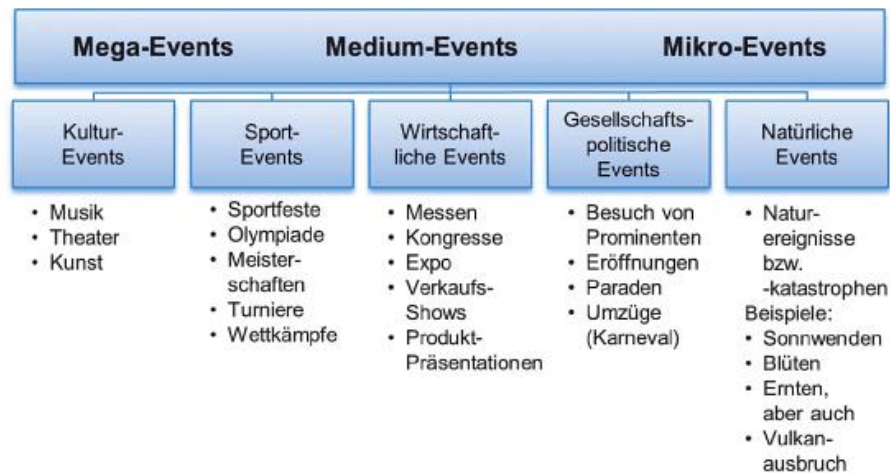 Mega-Events Medium-Events Mikro-Events
Kultur-
Events
• Musik
• Theater
• Kunst
Sport-
Events
• Sportfeste
• Olympiade
• Meister-
schaften
• Turniere
• Wettkämpfe
Wirtschaft-
liche Events
• Messen
• Kongresse
• Expo
• Verkaufs-
Shows
• Produkt-
Präsentationen
Gesellschafts-
politische
Events
• Besuch von
Prominenten
• Eröffnungen
• Paraden
• Umzüge
(Karneval)
Natürliche
Events
• Natur-
ereignisse
bzw.
-katastrophen
Beispiele:
• Sonnwenden
• Blüten
• Ernten,
aber auch
• Vulkan-
ausbruch